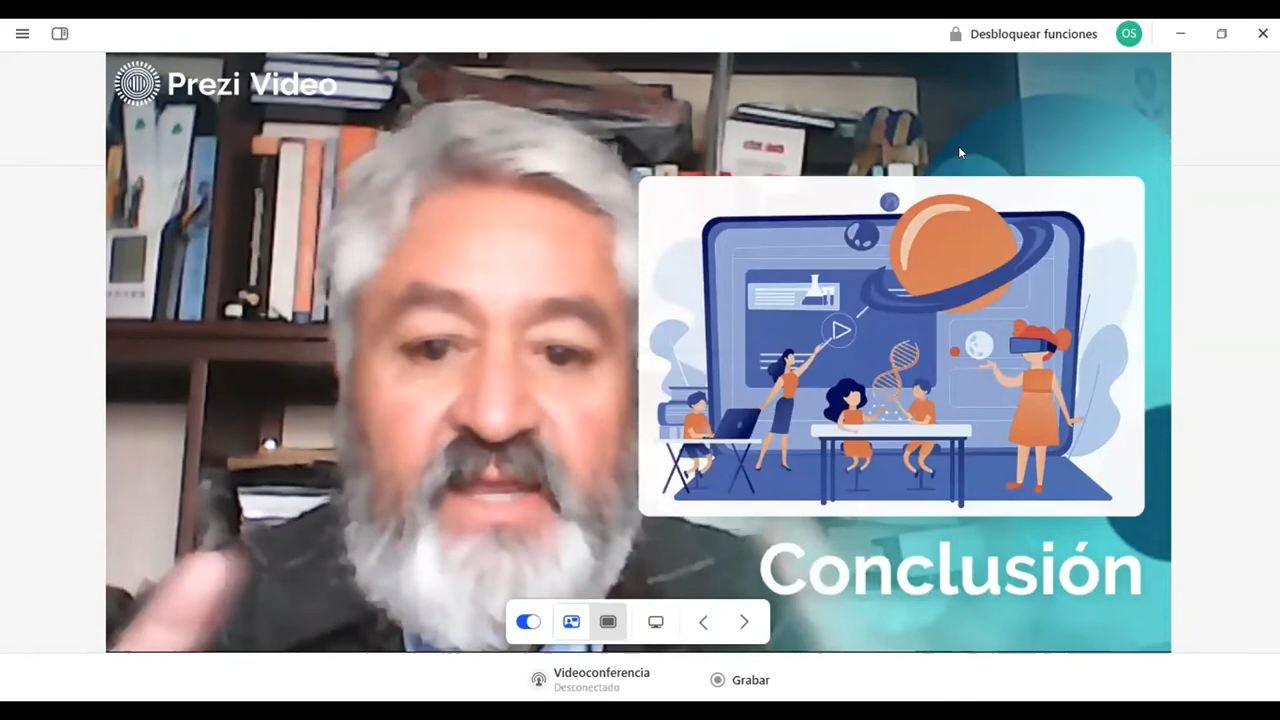 Desbloquear funciones
OS
Prezi Video
Conclusión
Videoconferencia
Desconectado
Grabar